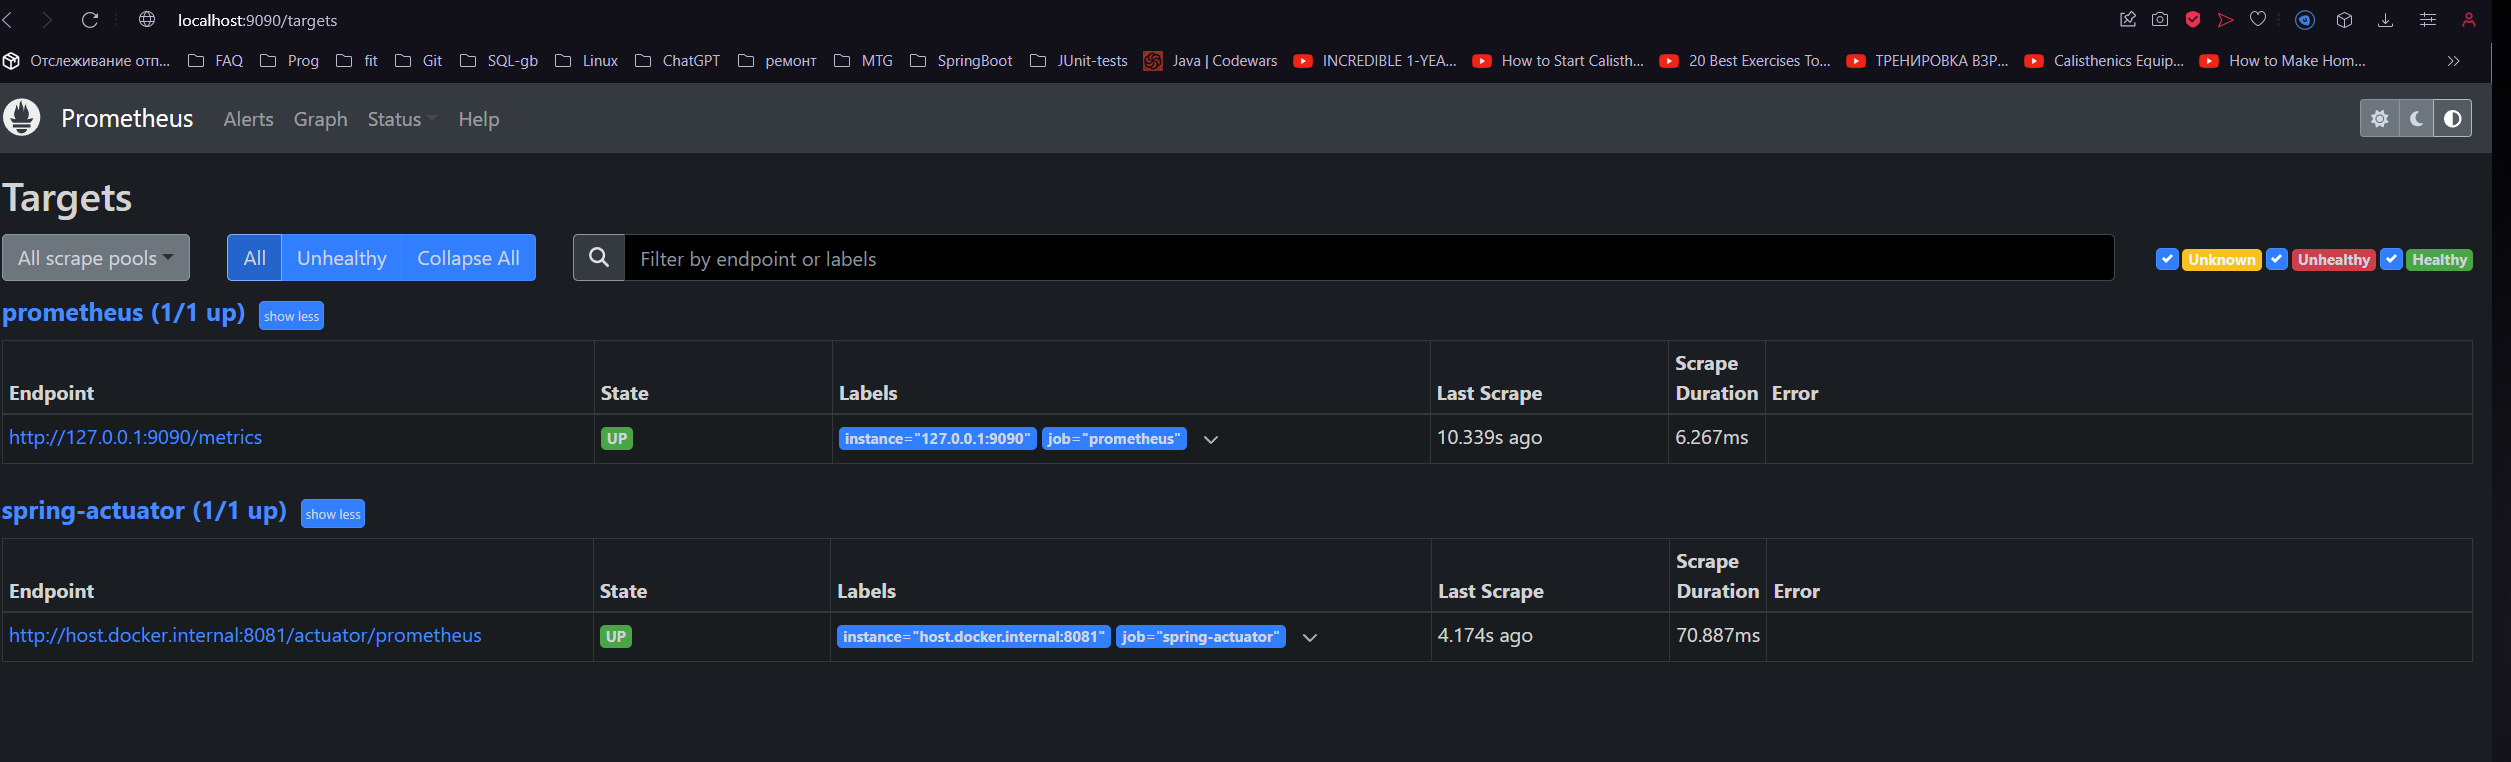 localhost:9090/targets
Отслеживание отп... FAQ Prog fit Git SQL-gb Linux ChatGPT ремонт MTG SpringBoot JUnit-tests Java | Codewars INCREDIBLE 1-YEA... How to Start Calisth... 20 Best Exercises To... ТРЕНИРОВКА ВЗР... Calisthenics Equip... How to Make Hom...
Prometheus Alerts Graph Status Help
Targets
All scrape pools All Unhealthy Collapse All Filter by endpoint or labels Unknown Unhealthy Healthy
prometheus (1/1 up) show less
Endpoint State Labels Last Scrape Scrape Duration Error
http://127.0.0.1:9090/metrics UP instance="127.0.0.1:9090" job="prometheus" 10.339s ago 6.267ms
spring-actuator (1/1 up) show less
Endpoint State Labels Last Scrape Scrape Duration Error
http://host.docker.internal:8081/actuator/prometheus UP instance="host.docker.internal:8081" job="spring-actuator" 4.174s ago 70.887ms